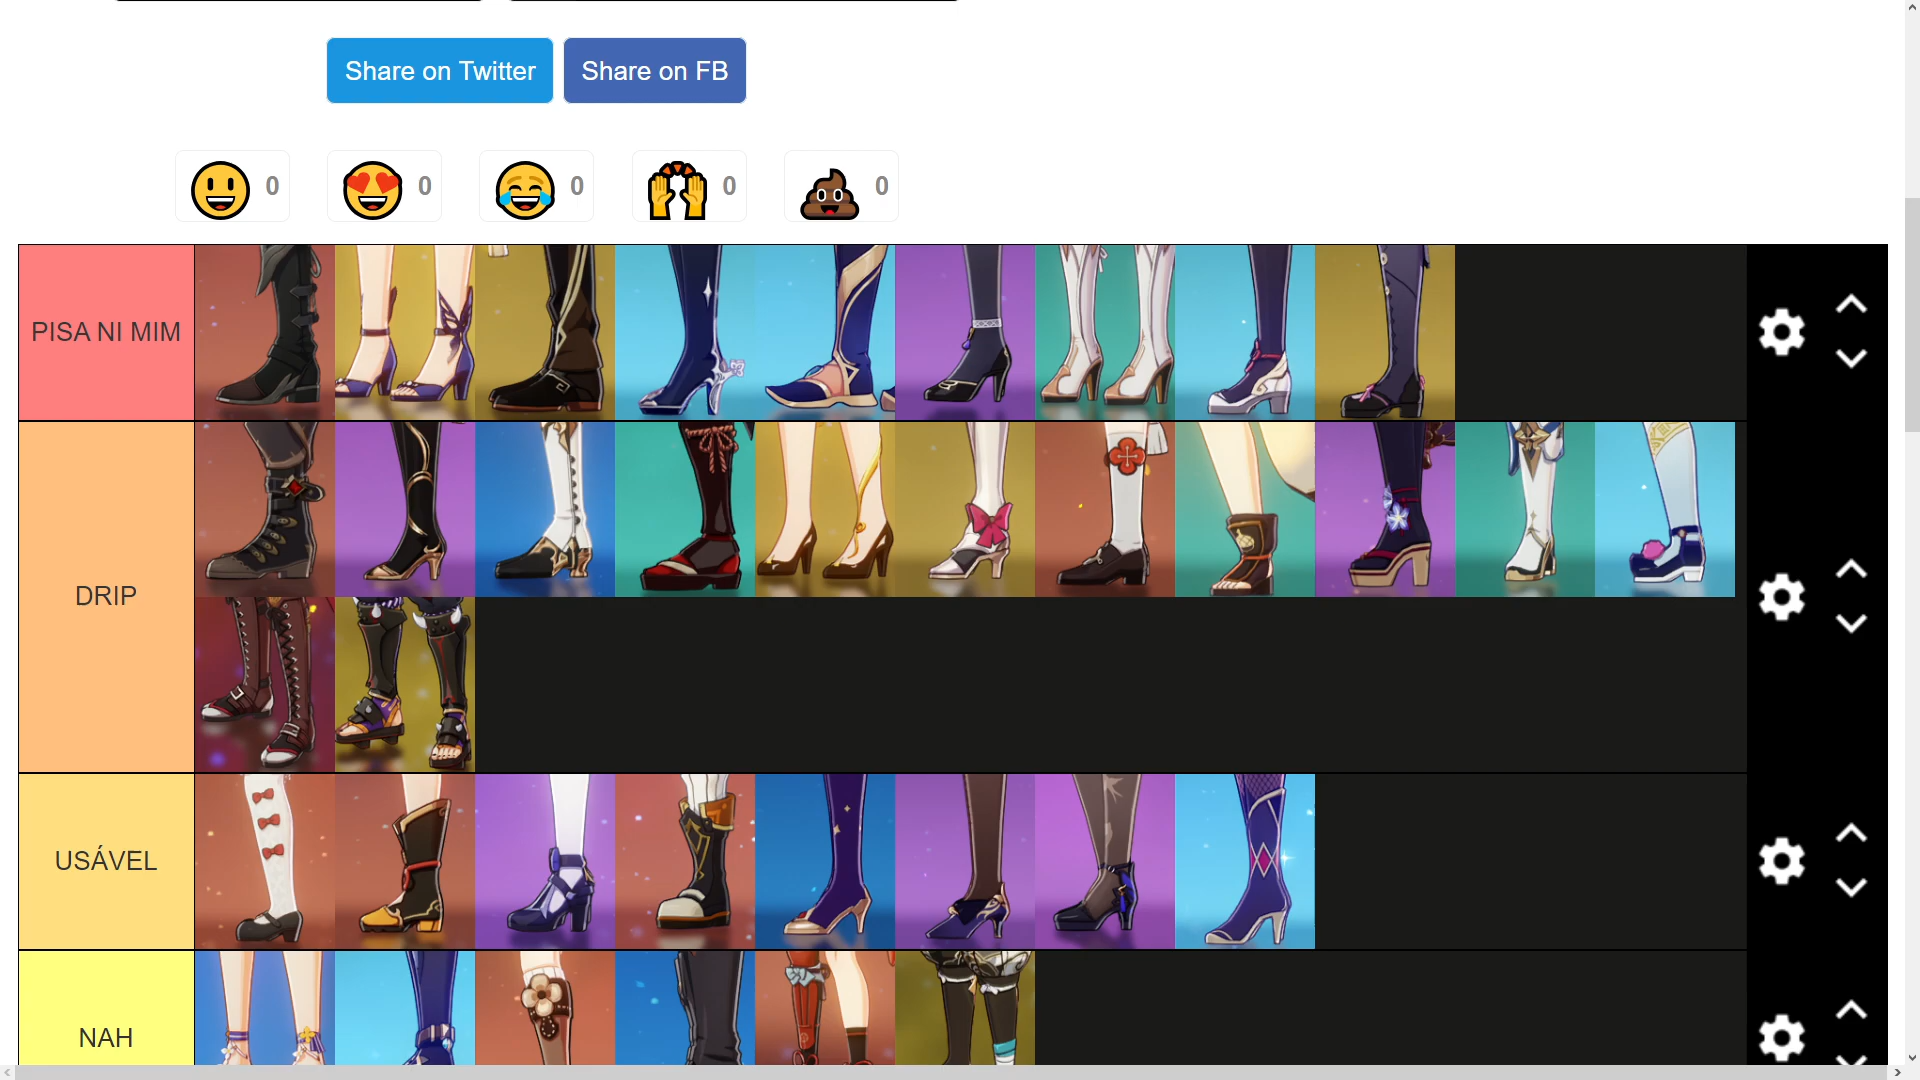 Share on Twitter Share on FB
0 0 0 0 0
PISA NI MIM
DRIP
USÁVEL
NAH